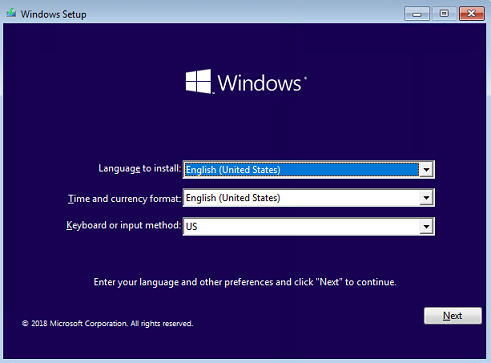 Windows Setup
Windows
Language to install: English (United States)
Time and currency format: English (United States)
Keyboard or input method: US
Enter your language and other preferences and click "Next" to continue.
© 2018 Microsoft Corporation. All rights reserved.
Next